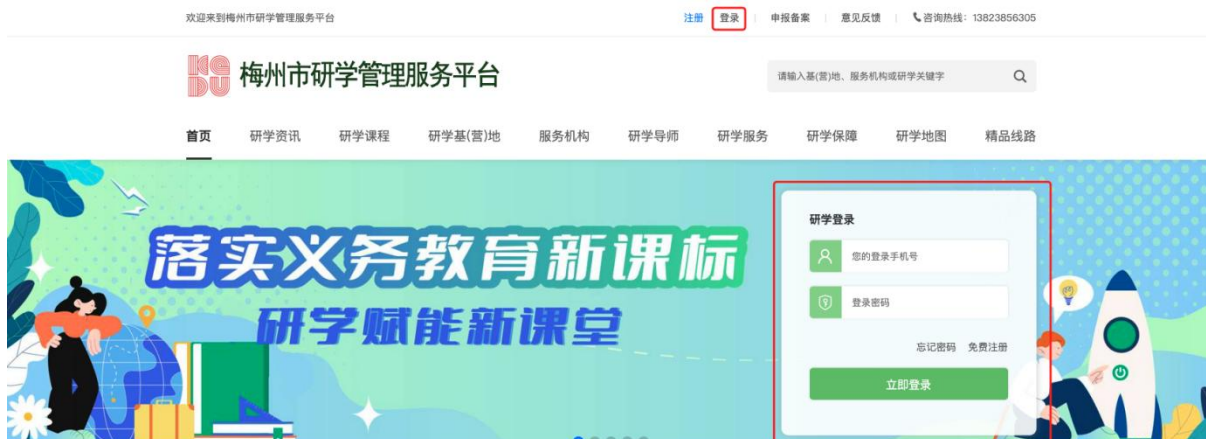 欢迎来到梅州市研学管理服务平台
注册 登录 申报备案 意见反馈 咨询热线：13823856305
KEDU 梅州市研学管理服务平台
请输入基(营)地、服务机构或研学关键字
首页 研学资讯 研学课程 研学基(营)地 服务机构 研学导师 研学服务 研学保障 研学地图 精品线路
落实义务教育新课标
研学赋能新课堂
研学登录
您的登录手机号
登录密码
忘记密码 免费注册
立即登录